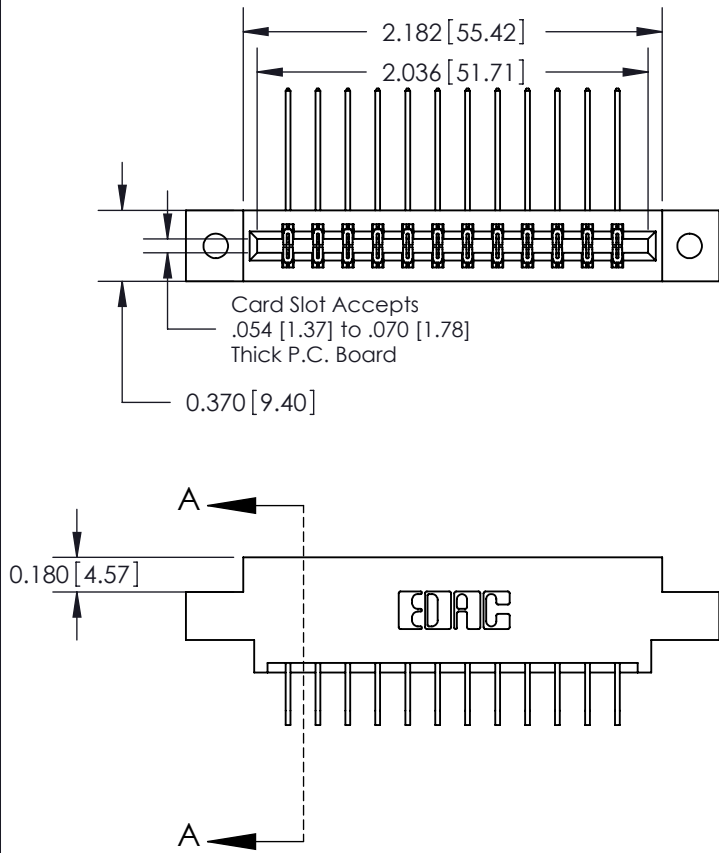 2.182 [55.42]
2.036 [51.71]
Card Slot Accepts
.054 [1.37] to .070 [1.78]
Thick P.C. Board
0.370 [9.40]
A
0.180 [4.57]
EDAC
A